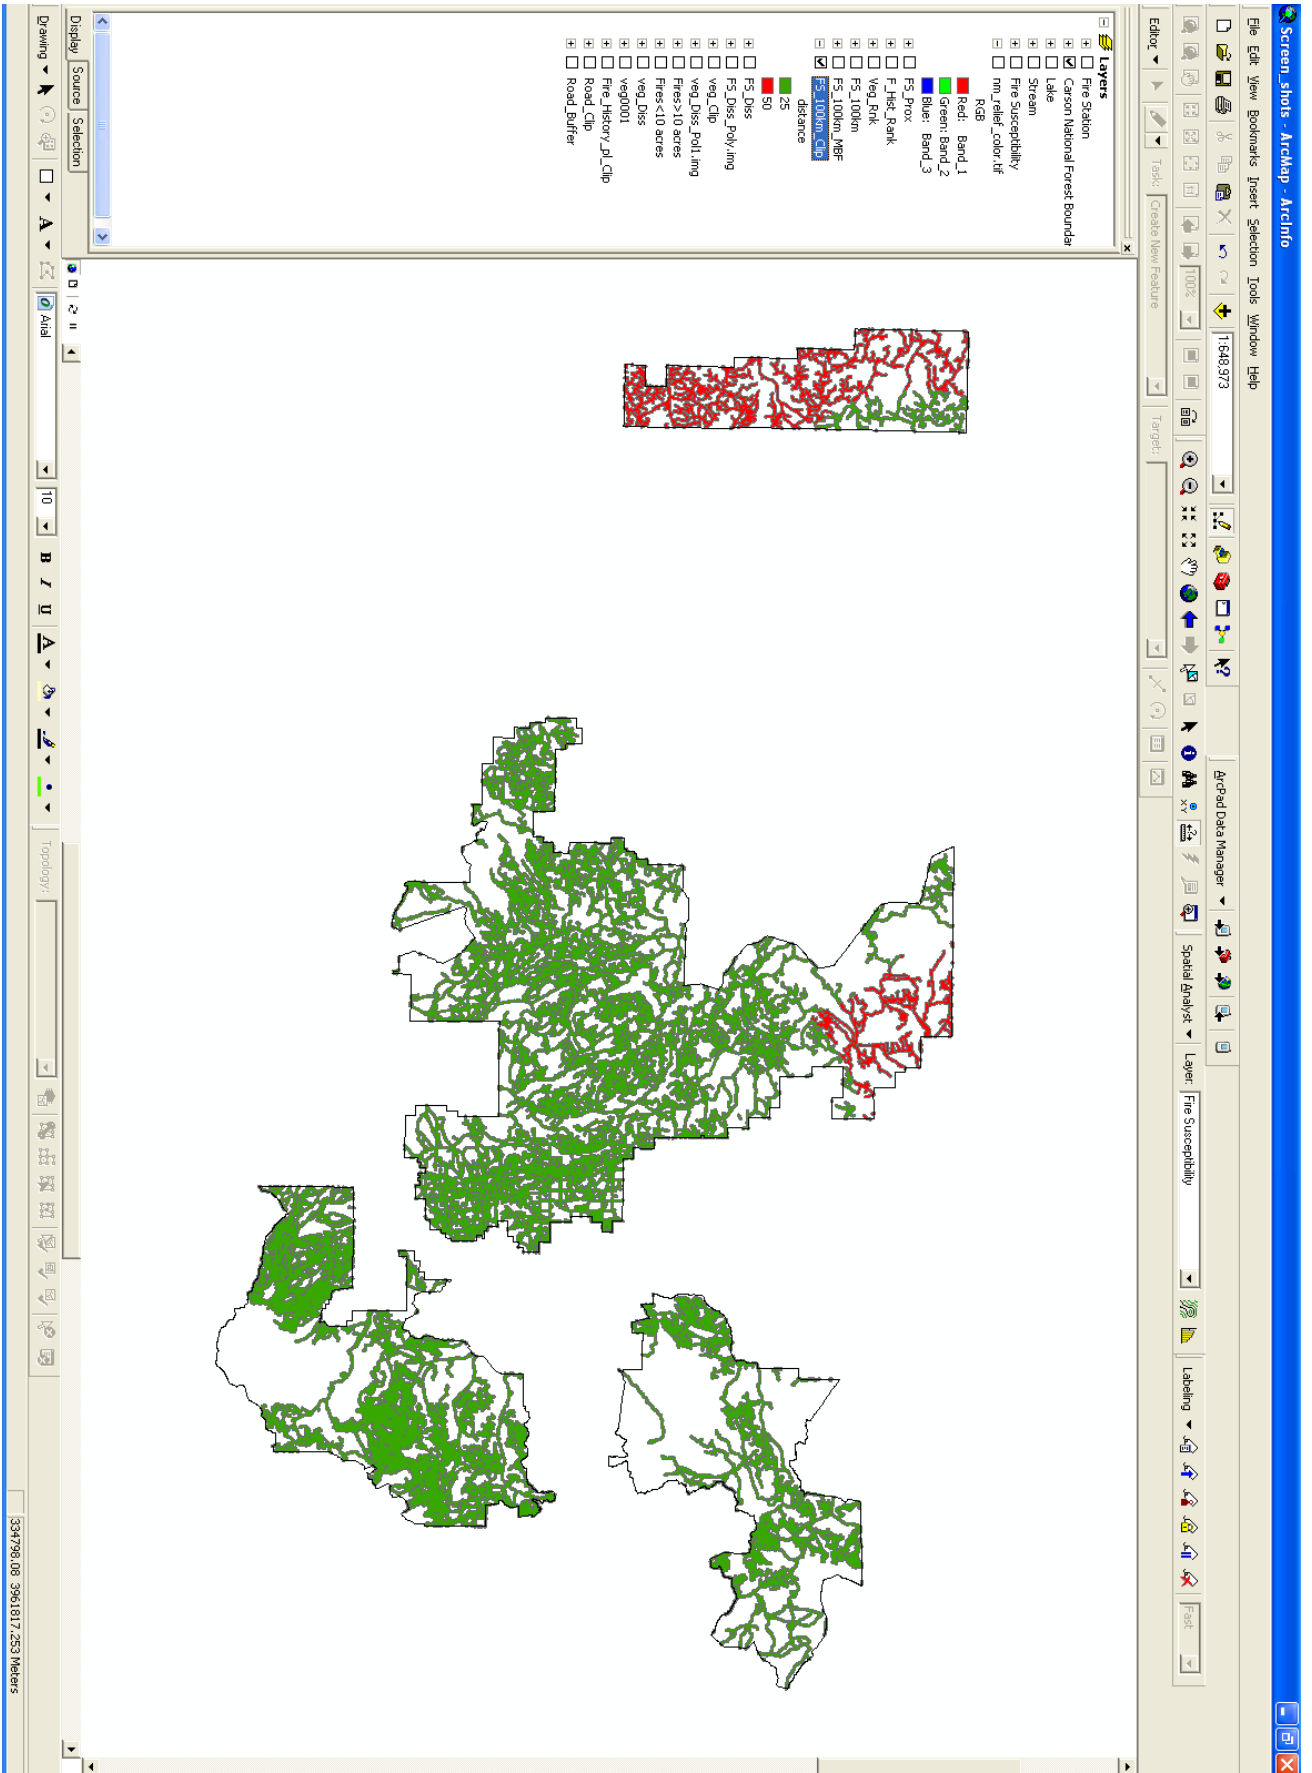 Screen_shots - ArcMap - ArcInfo
File Edit View Bookmarks Insert Selection Tools Window Help
1:648,973
ArcPad Data Manager
100%
Spatial Analyst
Layer: Fire Susceptibility
Labeling
Fast
Editor
Task: Create New Feature
Target:
Layers
Fire Station
Carson National Forest Boundar
Lake
Stream
Fire Susceptibility
nm_relief_color.tif
RGB
Red: Band_1
Green: Band_2
Blue: Band_3
FS_Prox
F_Hist_Rank
Veg_Rnk
FS_100km
FS_100km_MBF
FS_100km_Clip
distance
25
50
FS_Diss
FS_Diss_Poly.img
veg_Clip
veg_Diss_Pol1.img
Fires>10 acres
Fires<10 acres
veg_Diss
veg0001
Fire_History_pl_Clip
Road_Clip
Road_Buffer
Display Source Selection
Drawing
A
Arial
10
B I U
A
Topology:
334798.08 3961817.253 Meters